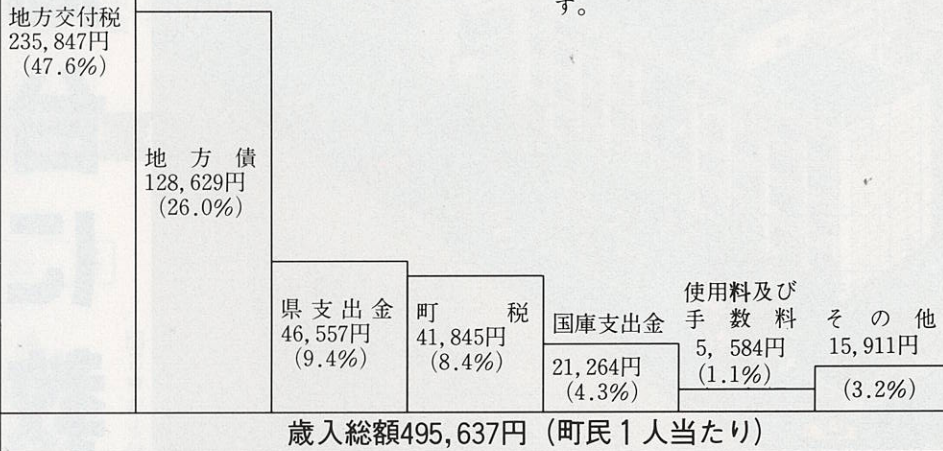 す。
地方交付税
235,847円
(47.6%)
地方債
128,629円
(26.0%)
県支出金
46,557円
(9.4%)
町税
41,845円
(8.4%)
国庫支出金
21,264円
(4.3%)
使用料及び
手数料
5,584円
(1.1%)
その他
15,911円
(3.2%)
歳入総額495,637円(町民1人当たり)